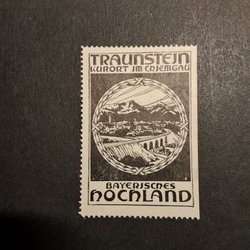 TRAUNSTEIN
KURORT IM CHIEMGAU
BAYERISCHES
HOCHLAND